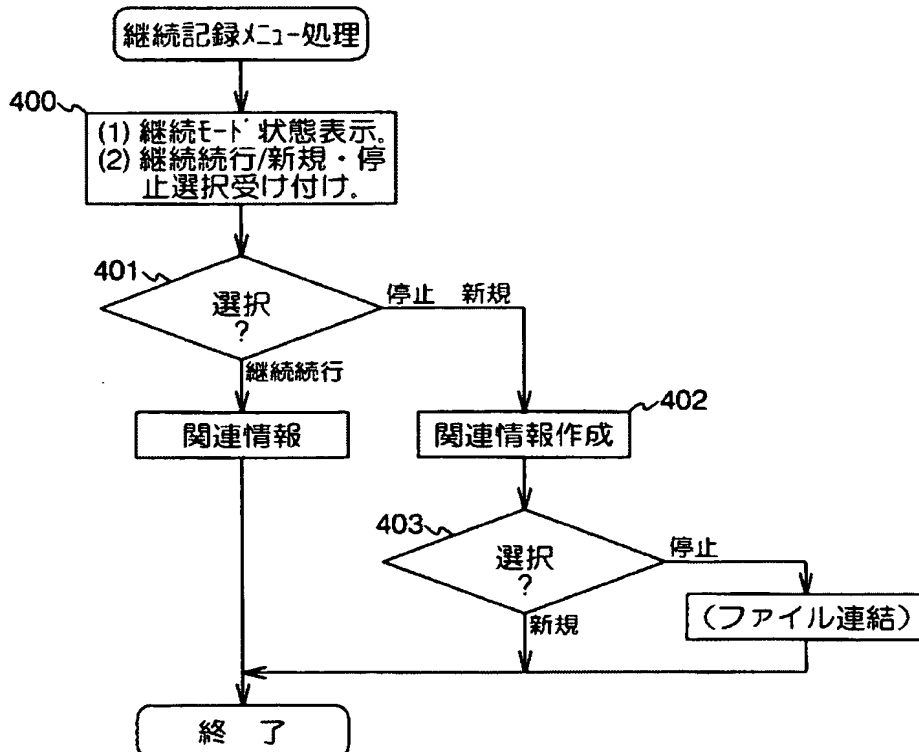 継続記録メニュー処理
400
(1) 継続モード状態表示。
(2) 継続続行/新規・停
止選択受け付け。
401
選択
?
停止 新規
継続続行
関連情報
402
関連情報作成
403
選択
?
停止
新規
(ファイル連結)
終 了